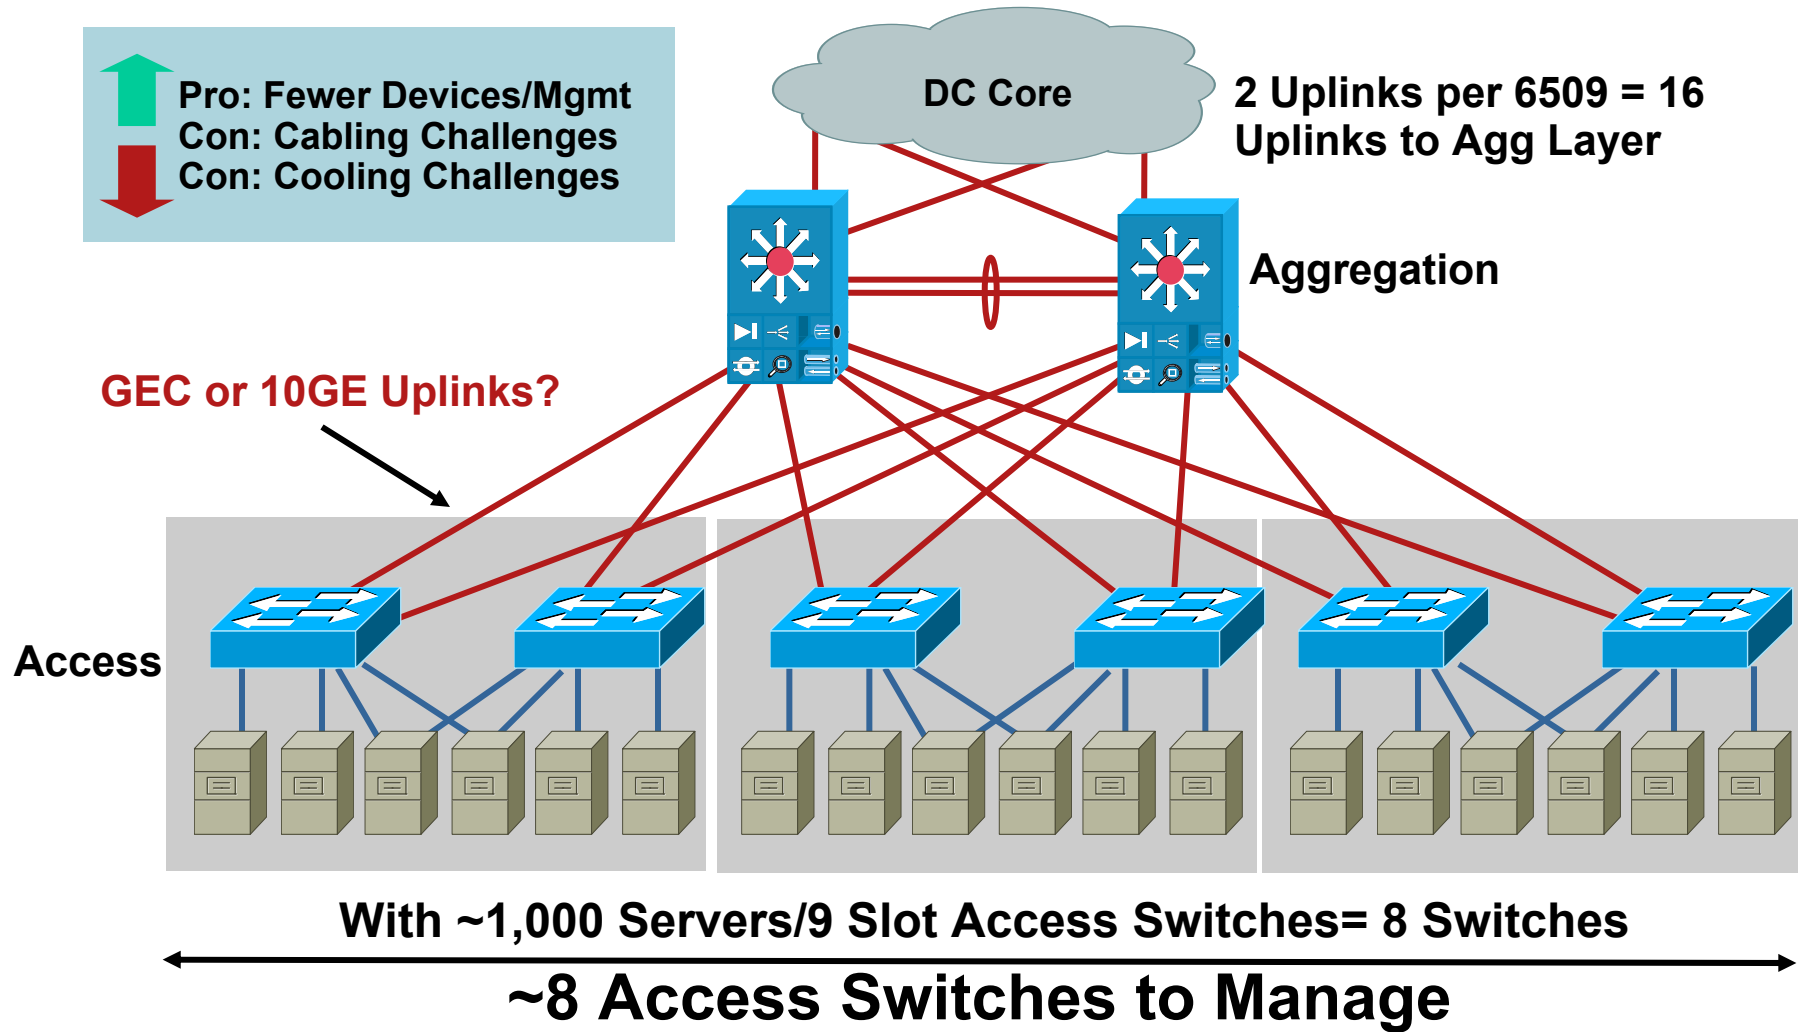 Pro: Fewer Devices/Mgmt
Con: Cabling Challenges
Con: Cooling Challenges
DC Core
2 Uplinks per 6509 = 16
Uplinks to Agg Layer
Aggregation
GEC or 10GE Uplinks?
Access
With ~1,000 Servers/9 Slot Access Switches= 8 Switches
~8 Access Switches to Manage